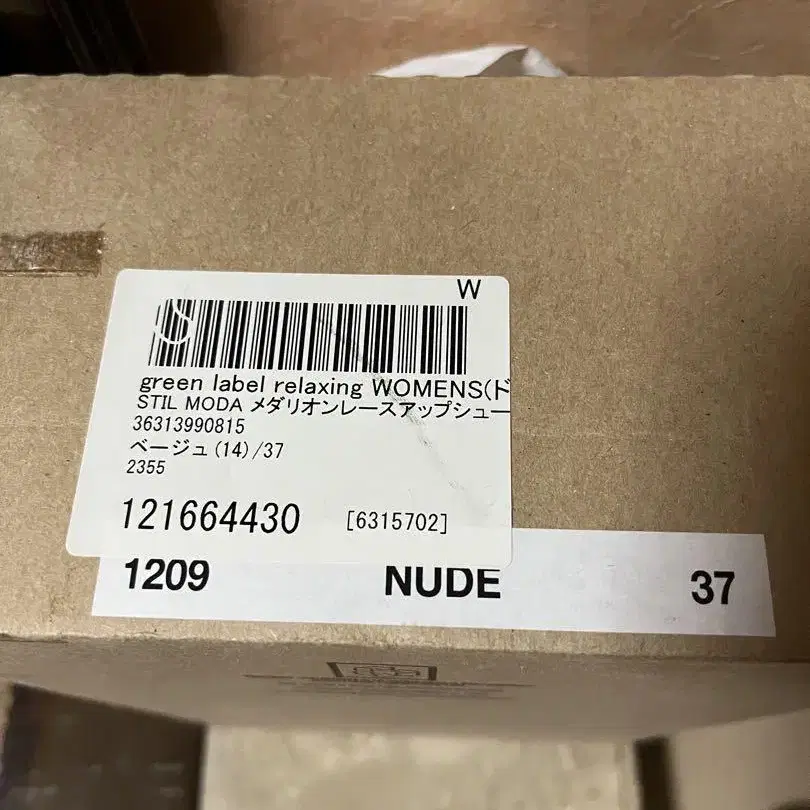 W
green label relaxing WOMENS(ド
STIL MODA メダリオンレースアップシュー
36313990815
ベージュ(14)/37
2355
121664430 [6315702]
1209 NUDE 37